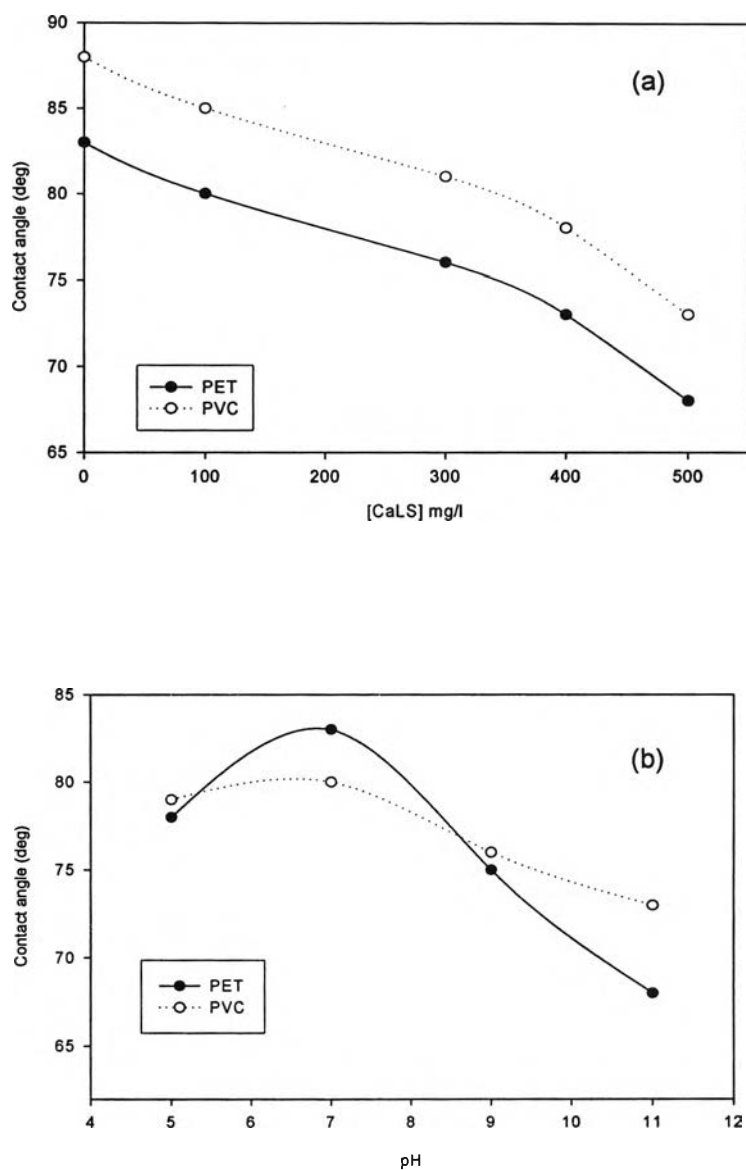 90
85
80
75
70
65
Contact angle (deg)
(a)
PET
PVC
0 100 200 300 400 500
[CaLS] mg/l
85
80
75
70
65
Contact angle (deg)
(b)
PET
PVC
4 5 6 7 8 9 10 11 12
pH